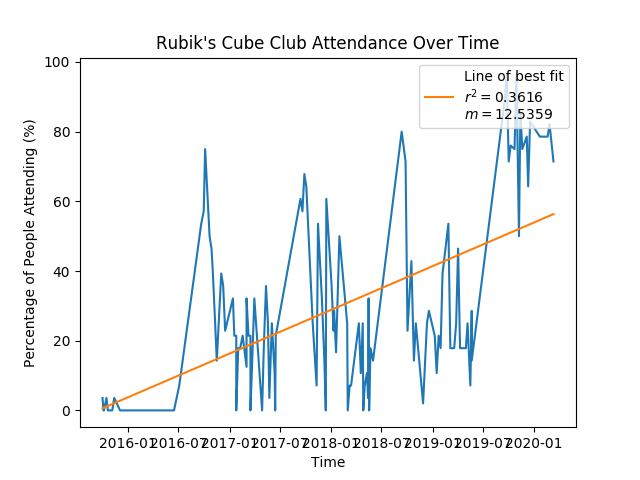 Rubik's Cube Club Attendance Over Time
Line of best fit
r² = 0.3616
m = 12.5359
Percentage of People Attending (%)
100
80
60
40
20
0
2016-01 2016-07 2017-01 2017-07 2018-01 2018-07 2019-01 2019-07 2020-01
Time